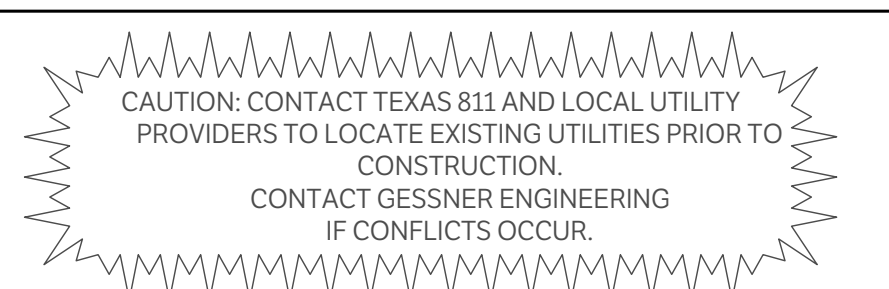 CAUTION: CONTACT TEXAS 811 AND LOCAL UTILITY
PROVIDERS TO LOCATE EXISTING UTILITIES PRIOR TO
CONSTRUCTION.
CONTACT GESSNER ENGINEERING
IF CONFLICTS OCCUR.